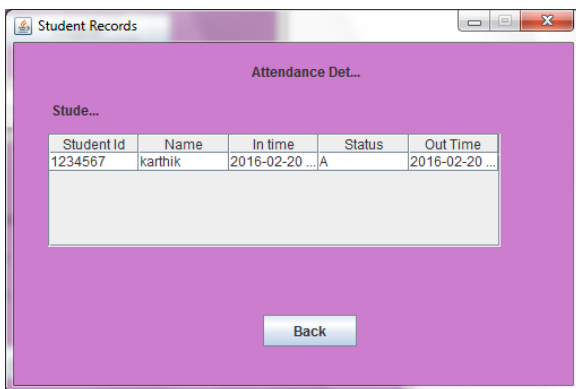 Student Records
Attendance Det...
Stude...
Student Id Name In time Status Out Time
1234567 karthik 2016-02-20 ... A 2016-02-20 ...
Back